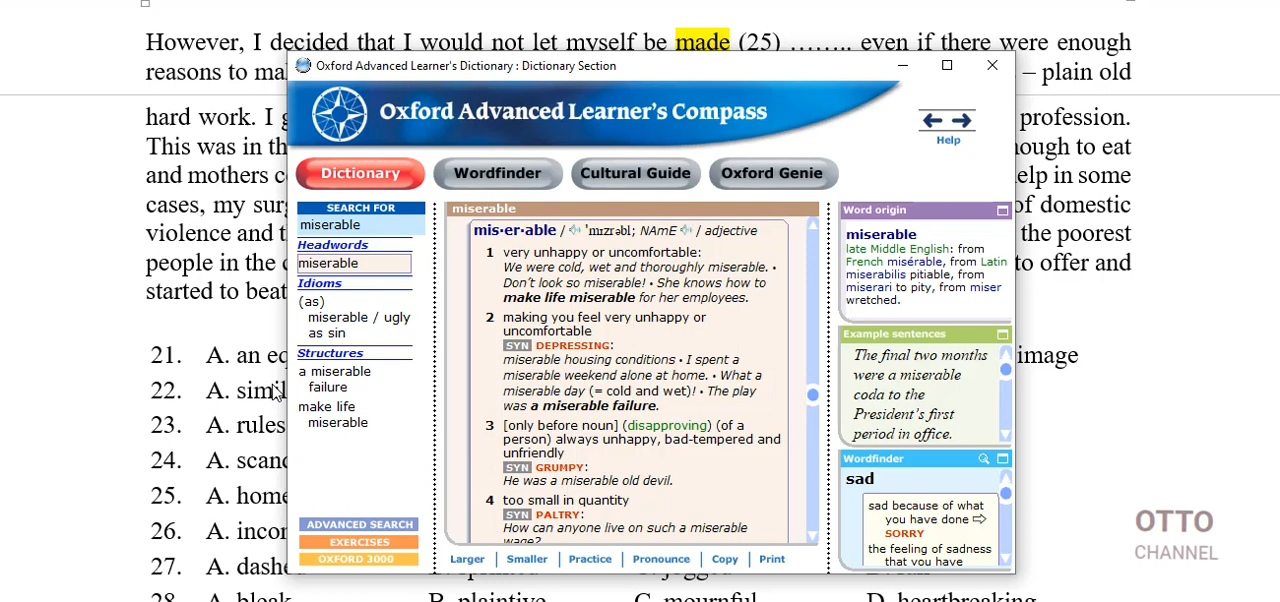 However, I decided that I would not let myself be made (25) …….. even if there were enough
reasons to
– plain old
hard work. I
profession.
This was in
to eat
and mothers
help in some
cases, my
of domestic
violence and
the poorest
people in the
to offer and
started to beat
21. A. an
image
22. A.
23. A. rules
24. A.
25. A.
26. A.
27. A.
28. A. bleak B. plaintive C. mournful D. heartbreaking
Oxford Advanced Learner's Dictionary : Dictionary Section
Oxford Advanced Learner's Compass
Help
Dictionary Wordfinder Cultural Guide Oxford Genie
SEARCH FOR
miserable
Headwords
miserable
Idioms
(as)
miserable / ugly
as sin
Structures
a miserable
failure
make life
miserable
ADVANCED SEARCH
EXERCISES
OXFORD 3000
miserable
mis·er·able / ˈmɪzrəbl; NAmE / adjective
1 very unhappy or uncomfortable:
We were cold, wet and thoroughly miserable. •
Don't look so miserable! • She knows how to
make life miserable for her employees.
2 making you feel very unhappy or
uncomfortable
SYN DEPRESSING:
miserable housing conditions • I spent a
miserable weekend alone at home. • What a
miserable day (= cold and wet)! • The play
was a miserable failure.
3 [only before noun] (disapproving) (of a
person) always unhappy, bad-tempered and
unfriendly
SYN GRUMPY:
He was a miserable old devil.
4 too small in quantity
SYN PALTRY:
How can anyone live on such a miserable
wage?
Larger Smaller Practice Pronounce Copy Print
Word origin
miserable
late Middle English: from
French misérable, from Latin
miserabilis pitiable, from
miserari to pity, from miser
wretched.
Example sentences
The final two months
were a miserable
coda to the
President's first
period in office.
Wordfinder
sad
sad because of what
you have done ⇨
SORRY
the feeling of sadness
that you have
OTTO
CHANNEL